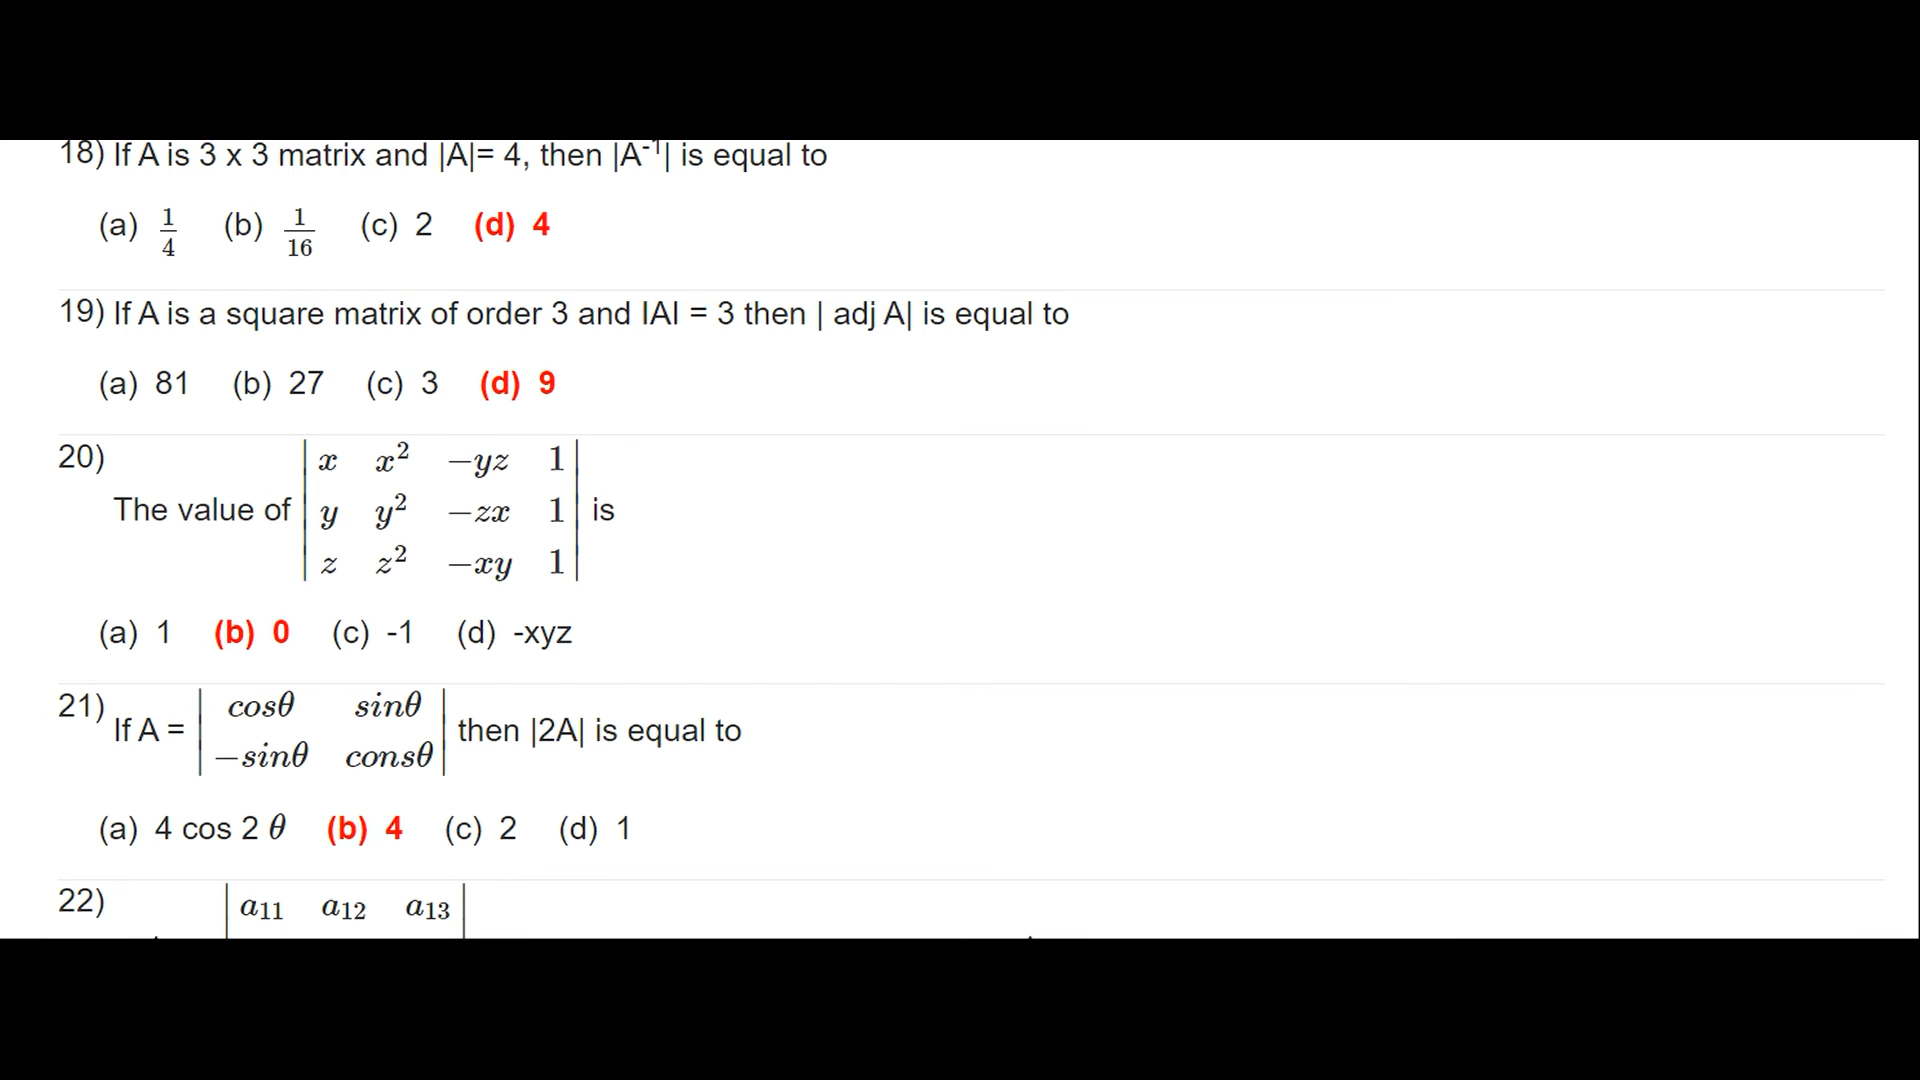 18) If A is 3 x 3 matrix and |A|= 4, then |A⁻¹| is equal to
(a) 1/4 (b) 1/16 (c) 2 (d) 4
19) If A is a square matrix of order 3 and IAI = 3 then | adj A| is equal to
(a) 81 (b) 27 (c) 3 (d) 9
20)
| x x² −yz 1 |
The value of | y y² −zx 1 | is
| z z² −xy 1 |
(a) 1 (b) 0 (c) -1 (d) -xyz
21) | cosθ sinθ |
If A = then |2A| is equal to
| −sinθ consθ |
(a) 4 cos 2 θ (b) 4 (c) 2 (d) 1
22) | a₁₁ a₁₂ a₁₃ |